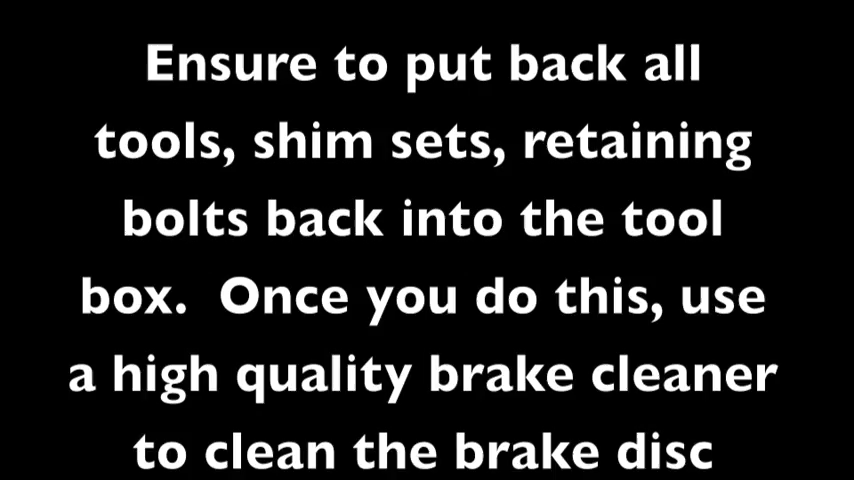 Ensure to put back all
tools, shim sets, retaining
bolts back into the tool
box.  Once you do this, use
a high quality brake cleaner
to clean the brake disc